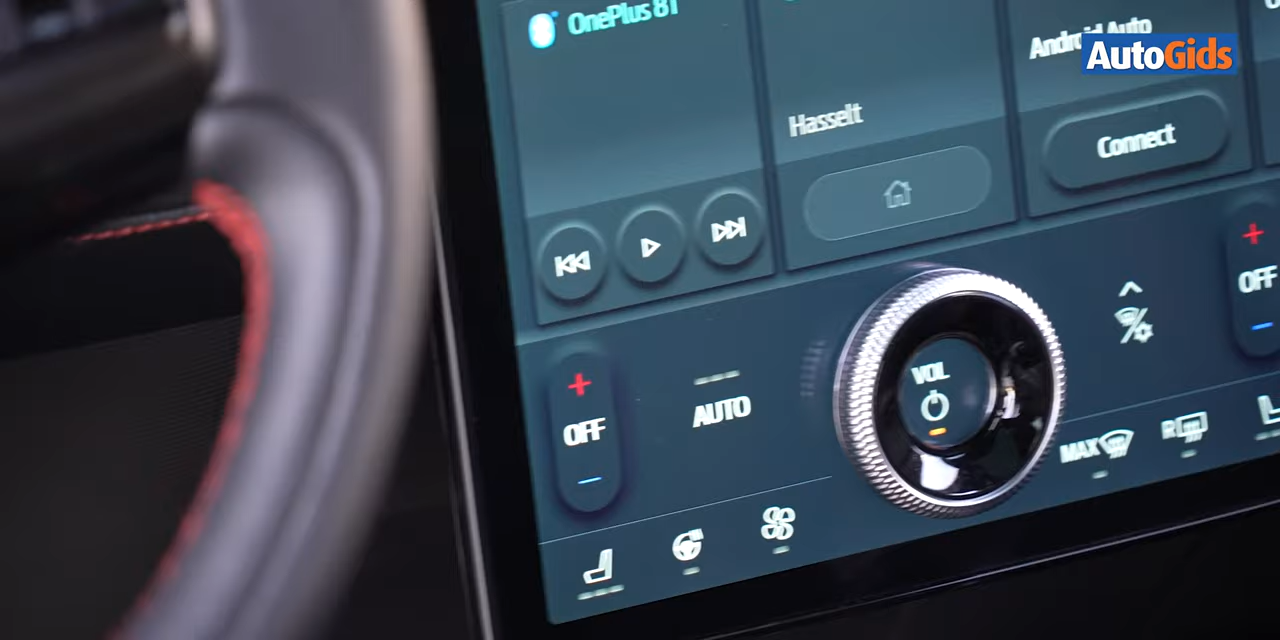 OnePlus 8T
Android Auto
AutoGids
Hasselt
Connect
OFF
AUTO
VOL
OFF
MAX
R